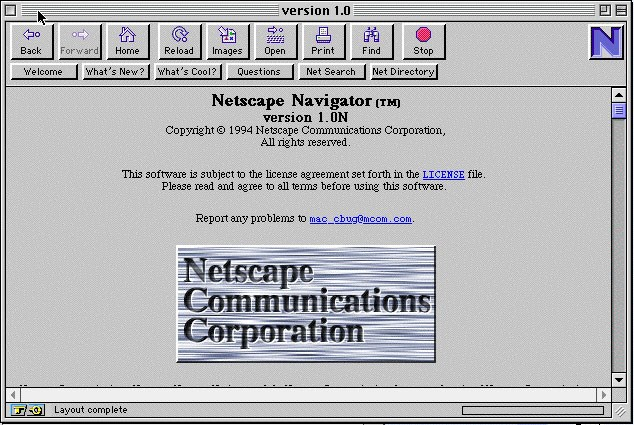 version 1.0
Back Forward Home Reload Images Open Print Find Stop
N
Welcome What's New? What's Cool? Questions Net Search Net Directory
Netscape Navigator (TM)
version 1.0N
Copyright © 1994 Netscape Communications Corporation,
All rights reserved.
This software is subject to the license agreement set forth in the LICENSE file.
Please read and agree to all terms before using this software.
Report any problems to mac_cbug@mcom.com.
Netscape
Communications
Corporation
Layout complete